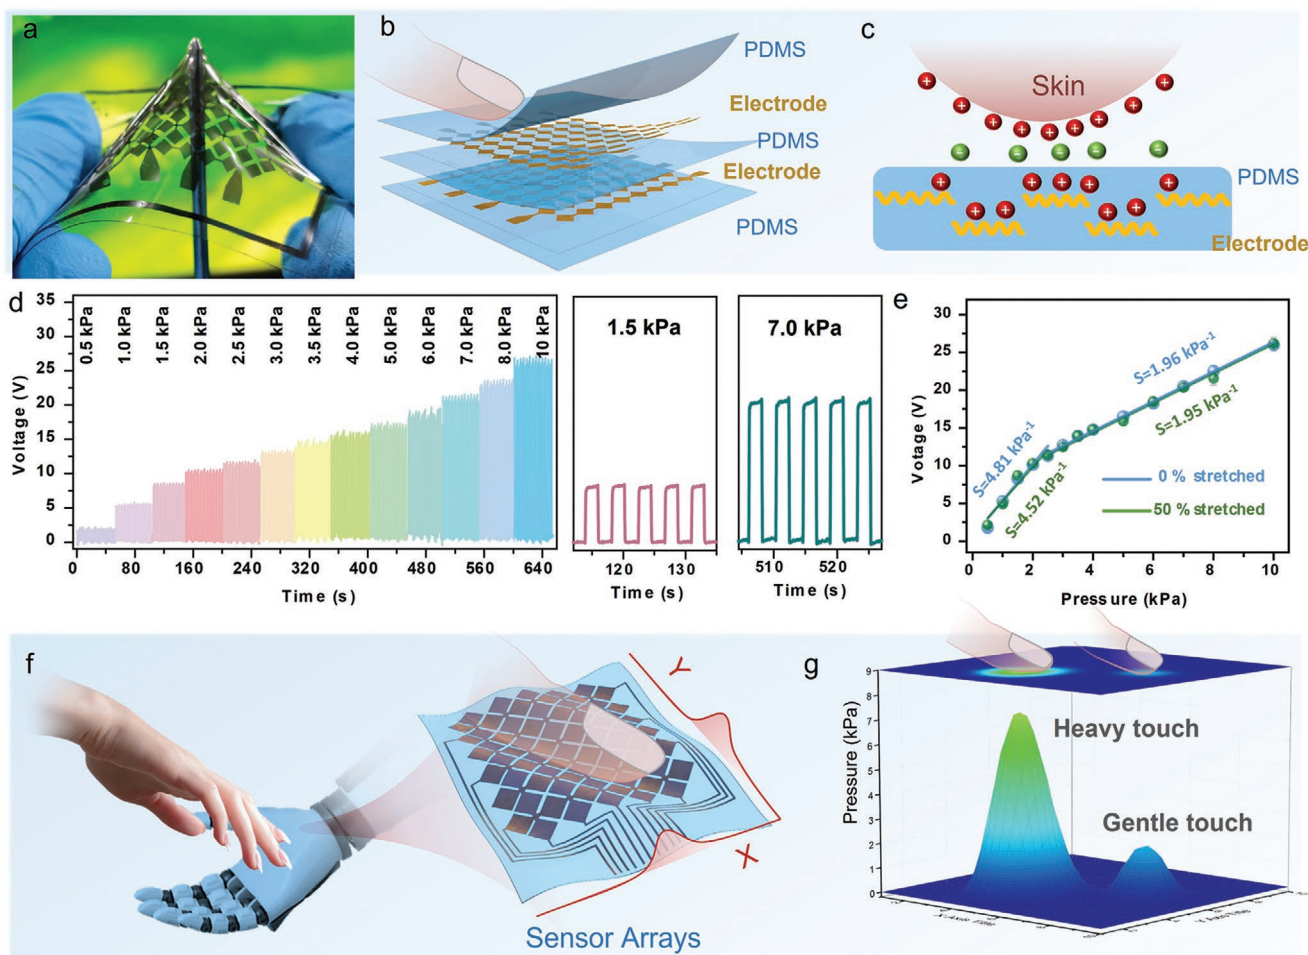 a
b
PDMS
Electrode
PDMS
Electrode
PDMS
c
Skin
PDMS
Electrode
d
Voltage (V)
35
30
25
20
15
10
5
0
0.5 kPa
1.0 kPa
1.5 kPa
2.0 kPa
2.5 kPa
3.0 kPa
3.5 kPa
4.0 kPa
5.0 kPa
6.0 kPa
7.0 kPa
8.0 kPa
10 kPa
0 80 160 240 320 400 480 560 640
Time (s)
1.5 kPa
120 130
Time (s)
7.0 kPa
510 520
Time (s)
e
Votage (V)
30
25
20
15
10
5
0
S=4.81 kPa-1
S=4.52 kPa-1
S=1.96 kPa-1
S=1.95 kPa-1
0 % stretched
50 % stretched
0 2 4 6 8 10
Pressure (kPa)
f
Y
X
Sensor Arrays
g
Pressure (kPa)
9
8
7
6
5
4
3
2
1
0
Heavy touch
Gentle touch